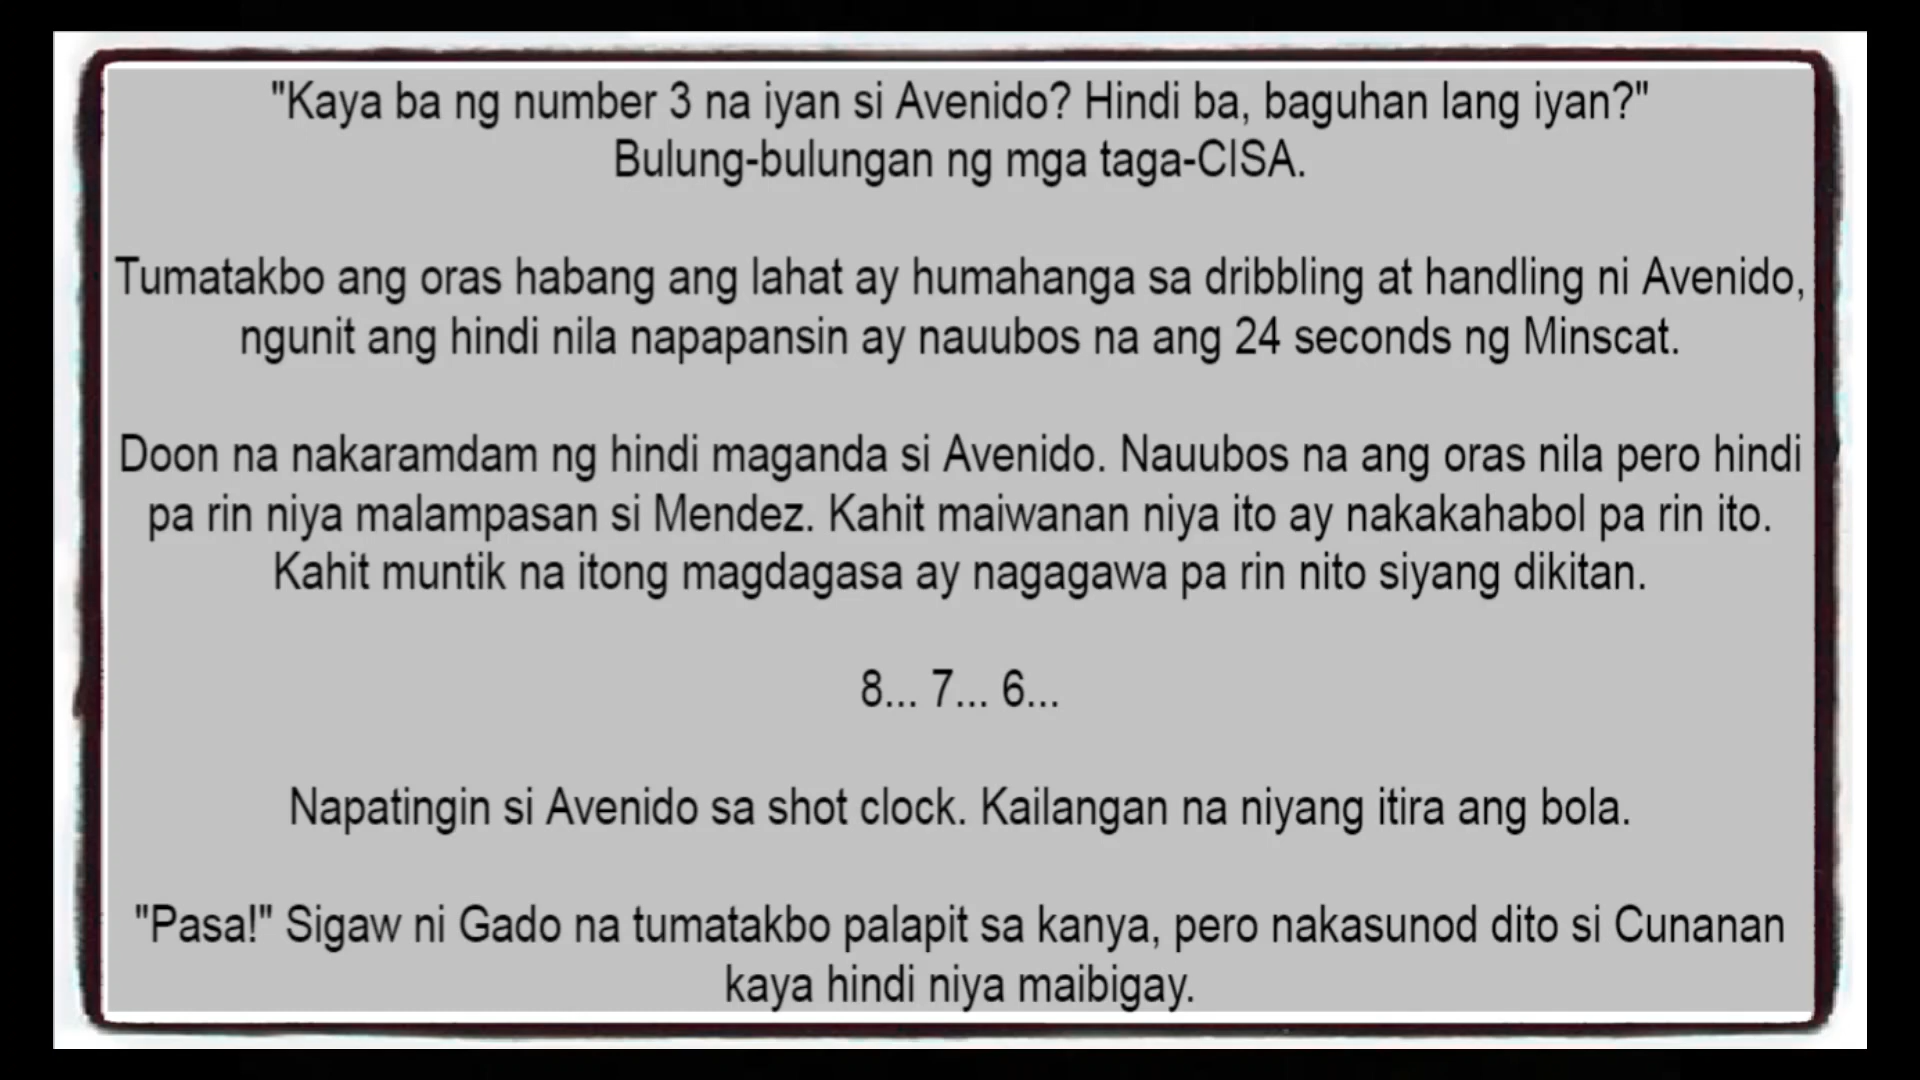 "Kaya ba ng number 3 na iyan si Avenido? Hindi ba, baguhan lang iyan?"
Bulung-bulungan ng mga taga-CISA.
Tumatakbo ang oras habang ang lahat ay humahanga sa dribbling at handling ni Avenido,
ngunit ang hindi nila napapansin ay nauubos na ang 24 seconds ng Minscat.
Doon na nakaramdam ng hindi maganda si Avenido. Nauubos na ang oras nila pero hindi
pa rin niya malampasan si Mendez. Kahit maiwanan niya ito ay nakakahabol pa rin ito.
Kahit muntik na itong magdagasa ay nagagawa pa rin nito siyang dikitan.
8... 7... 6...
Napatingin si Avenido sa shot clock. Kailangan na niyang itira ang bola.
"Pasa!" Sigaw ni Gado na tumatakbo palapit sa kanya, pero nakasunod dito si Cunanan
kaya hindi niya maibigay.